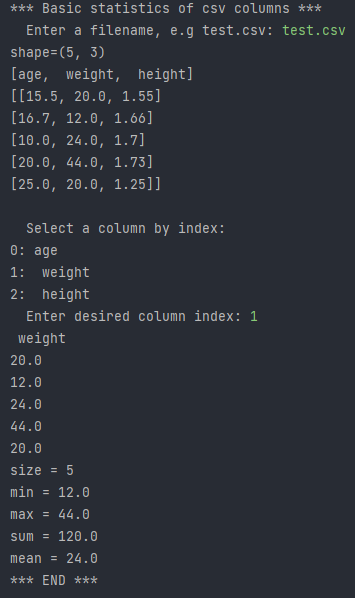 *** Basic statistics of csv columns ***
  Enter a filename, e.g test.csv: test.csv
shape=(5, 3)
[age,  weight,  height]
[[15.5, 20.0, 1.55]
[16.7, 12.0, 1.66]
[10.0, 24.0, 1.7]
[20.0, 44.0, 1.73]
[25.0, 20.0, 1.25]]

  Select a column by index:
0: age
1:  weight
2:  height
  Enter desired column index: 1
 weight
20.0
12.0
24.0
44.0
20.0
size = 5
min = 12.0
max = 44.0
sum = 120.0
mean = 24.0
*** END ***